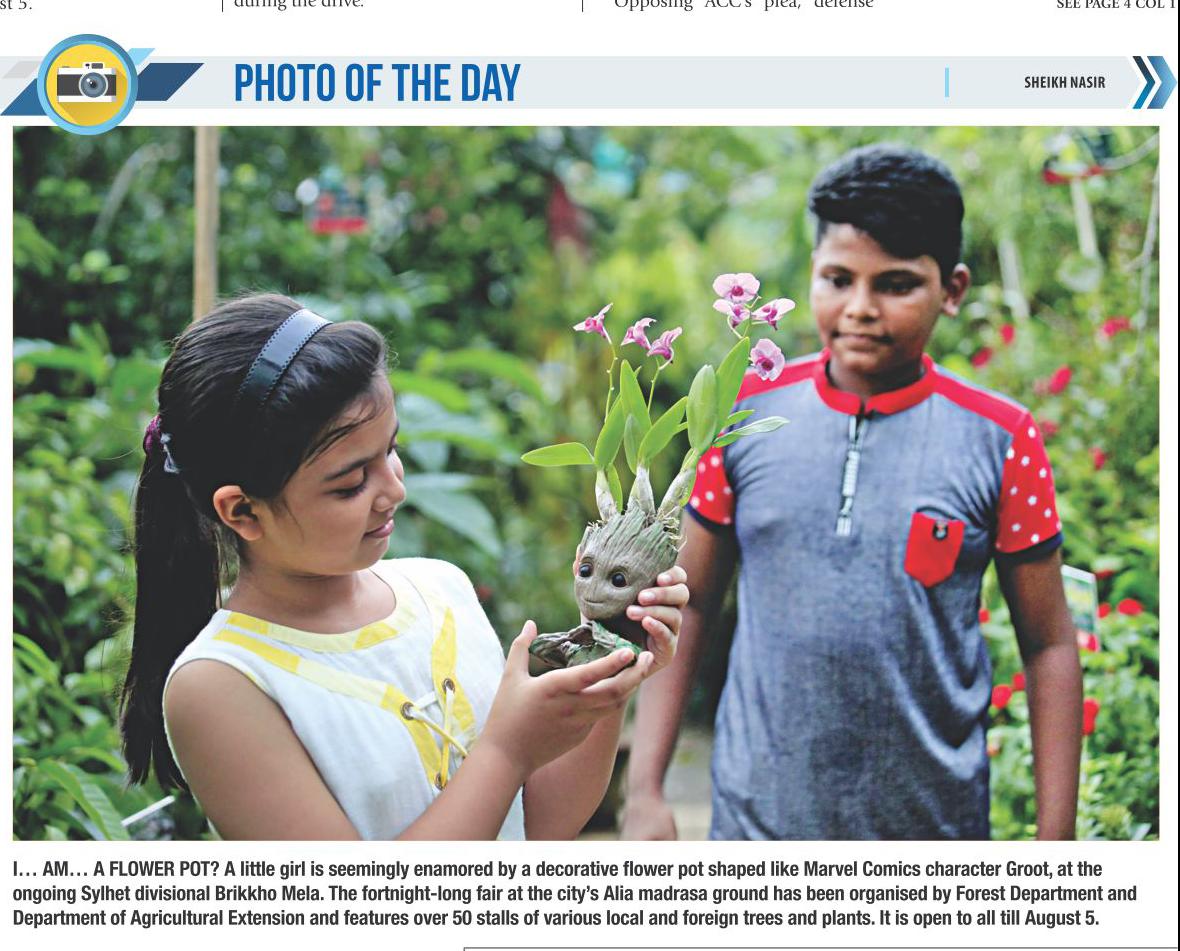 st 5.
during the drive.
Opposing ACC's plea, defense
SEE PAGE 4 COL 1
PHOTO OF THE DAY
SHEIKH NASIR
I… AM… A FLOWER POT? A little girl is seemingly enamored by a decorative flower pot shaped like Marvel Comics character Groot, at the
ongoing Sylhet divisional Brikkho Mela. The fortnight-long fair at the city's Alia madrasa ground has been organised by Forest Department and
Department of Agricultural Extension and features over 50 stalls of various local and foreign trees and plants. It is open to all till August 5.